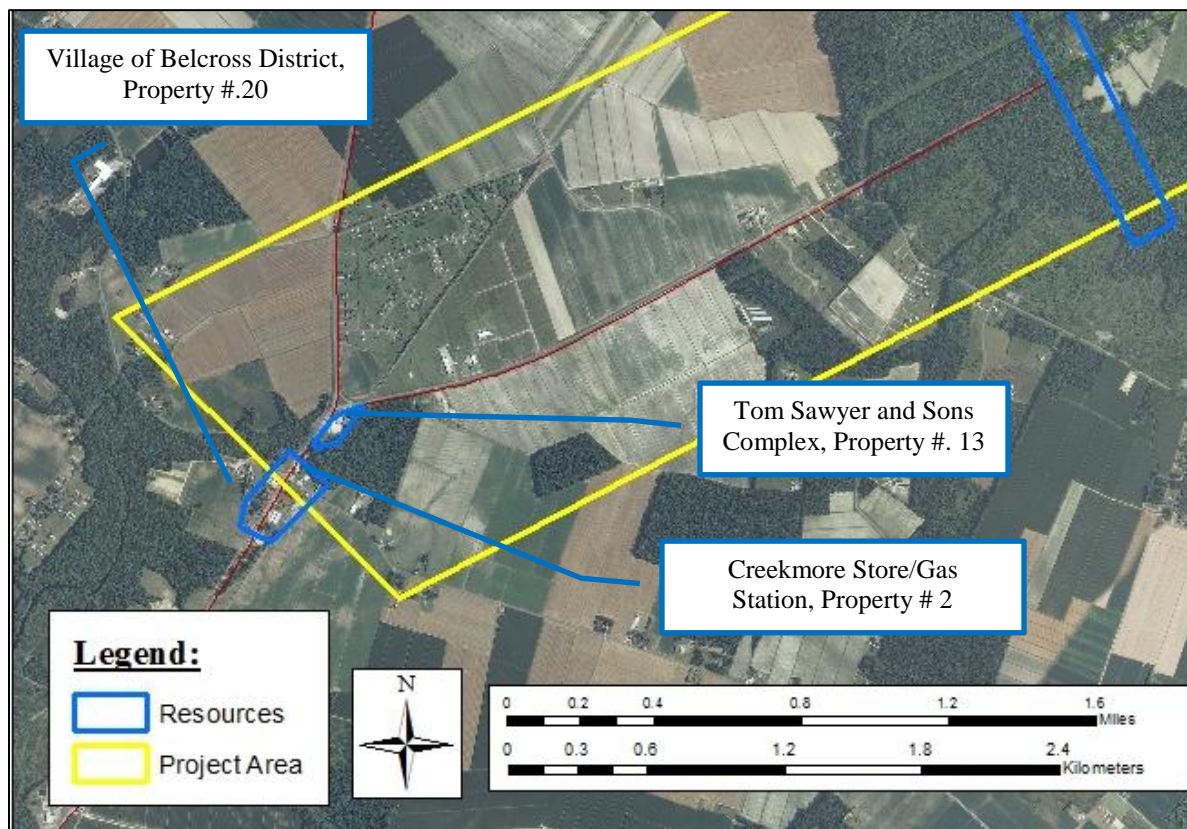 Village of Belcross District,
Property #.20
Tom Sawyer and Sons
Complex, Property #. 13
Creekmore Store/Gas
Station, Property # 2
Legend:
Resources
Project Area
N
0 0.2 0.4 0.8 1.2 1.6
Miles
0 0.3 0.6 1.2 1.8 2.4
Kilometers